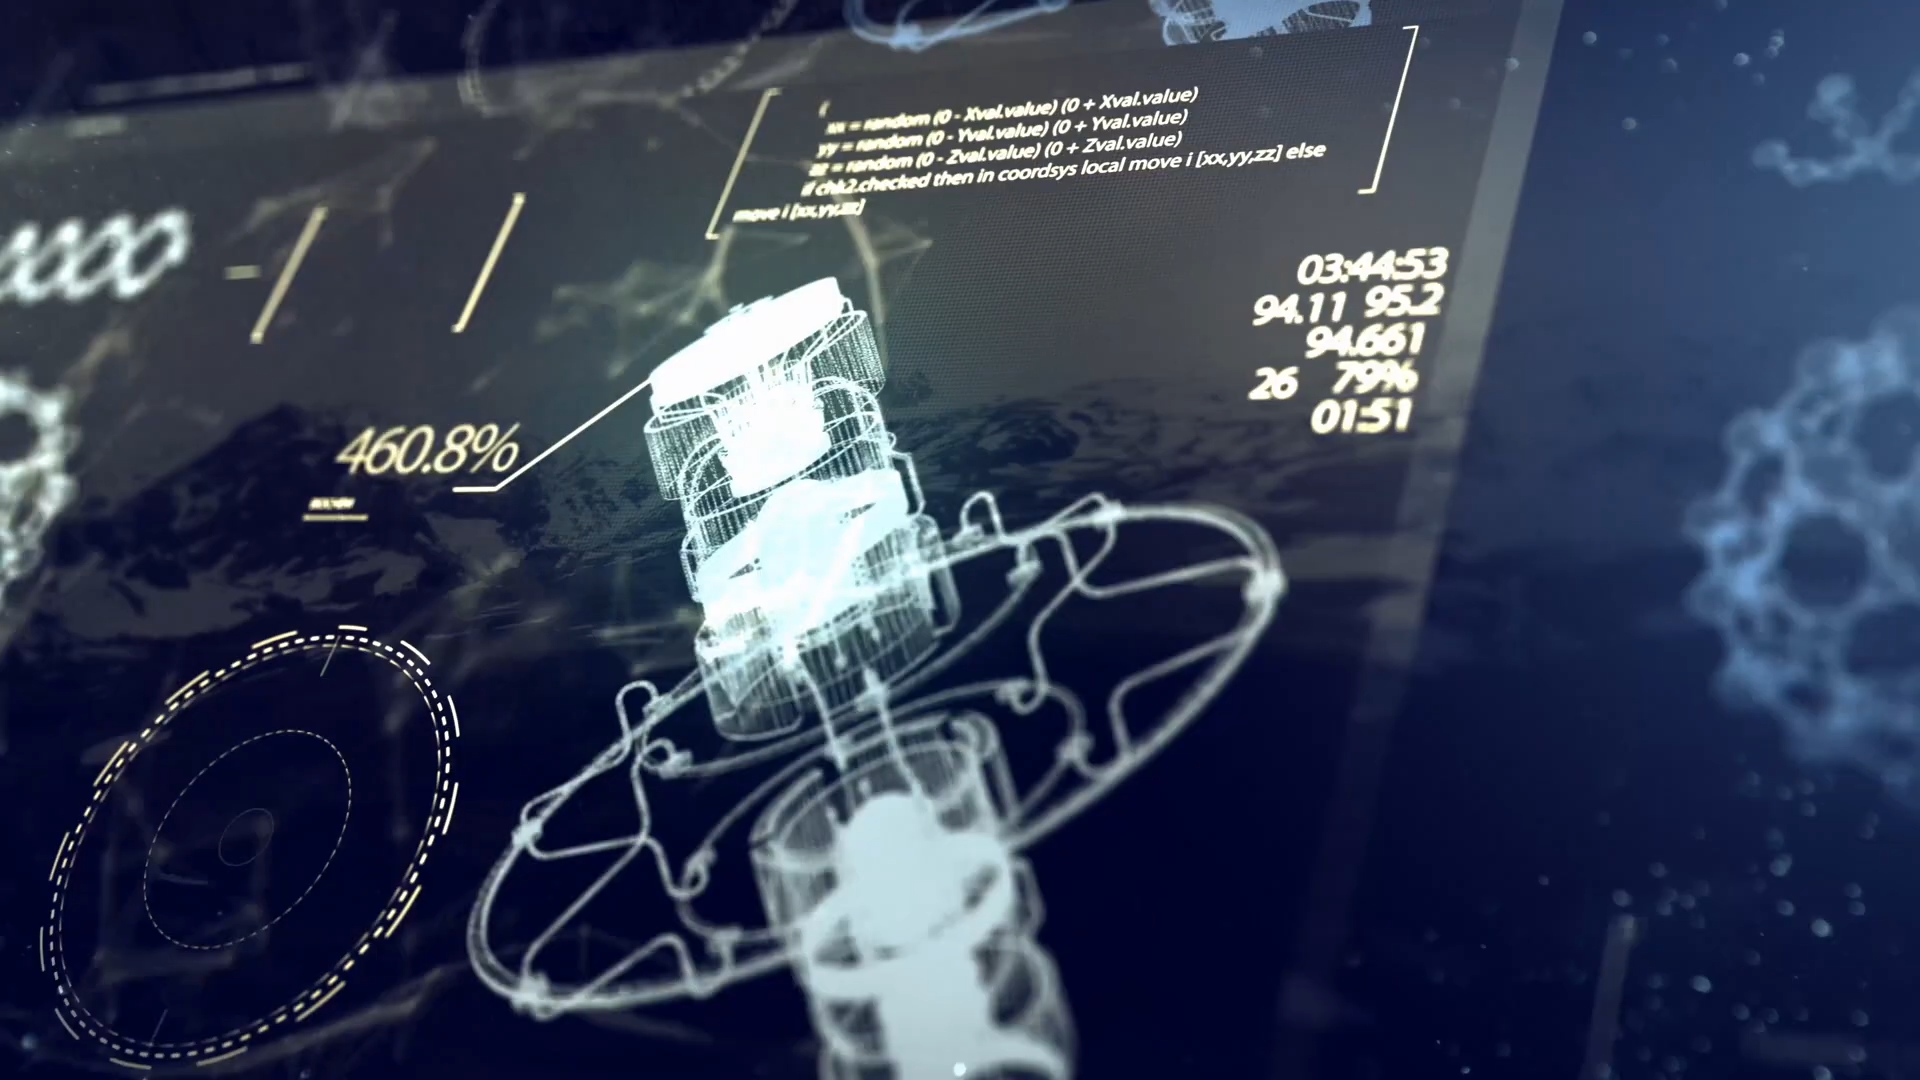 (
xx = random (0 - Xval.value) (0 + Xval.value)
yy = random (0 - Yval.value) (0 + Yval.value)
zz = random (0 - Zval.value) (0 + Zval.value)
if chk2.checked then in coordsys local move i [xx,yy,zz] else
move i [xx,yy,zz]
03:44:53
94.11 95.2
94.661
26 79%
01:51
460.8%